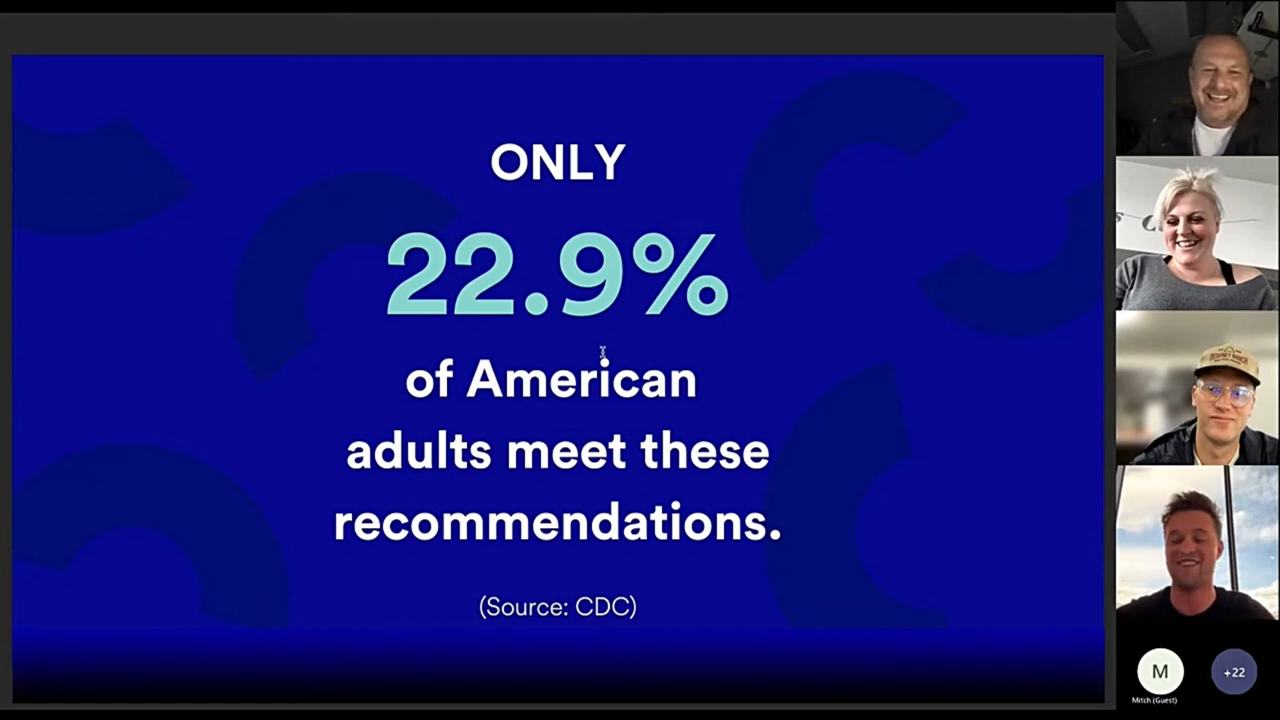 ONLY
22.9%
of American
adults meet these
recommendations.
(Source: CDC)
M
+22
Mitch (Guest)